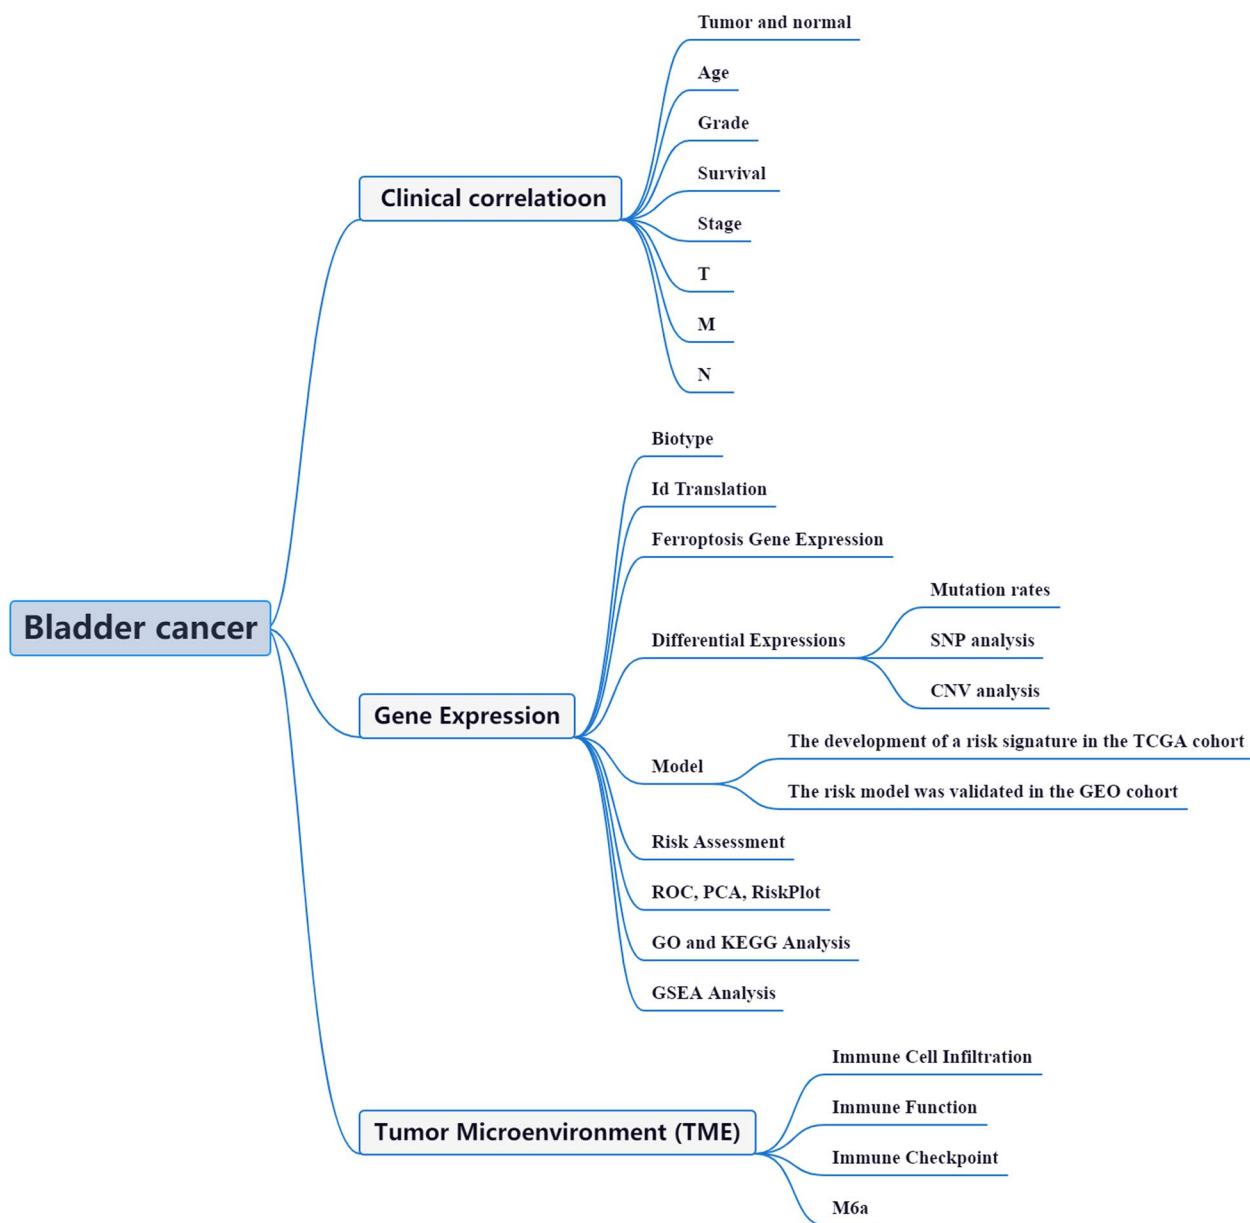 Bladder cancer
Clinical correlatioon
Tumor and normal
Age
Grade
Survival
Stage
T
M
N
Gene Expression
Biotype
Id Translation
Ferroptosis Gene Expression
Differential Expressions
Mutation rates
SNP analysis
CNV analysis
Model
The development of a risk signature in the TCGA cohort
The risk model was validated in the GEO cohort
Risk Assessment
ROC, PCA, RiskPlot
GO and KEGG Analysis
GSEA Analysis
Tumor Microenvironment (TME)
Immune Cell Infiltration
Immune Function
Immune Checkpoint
M6a